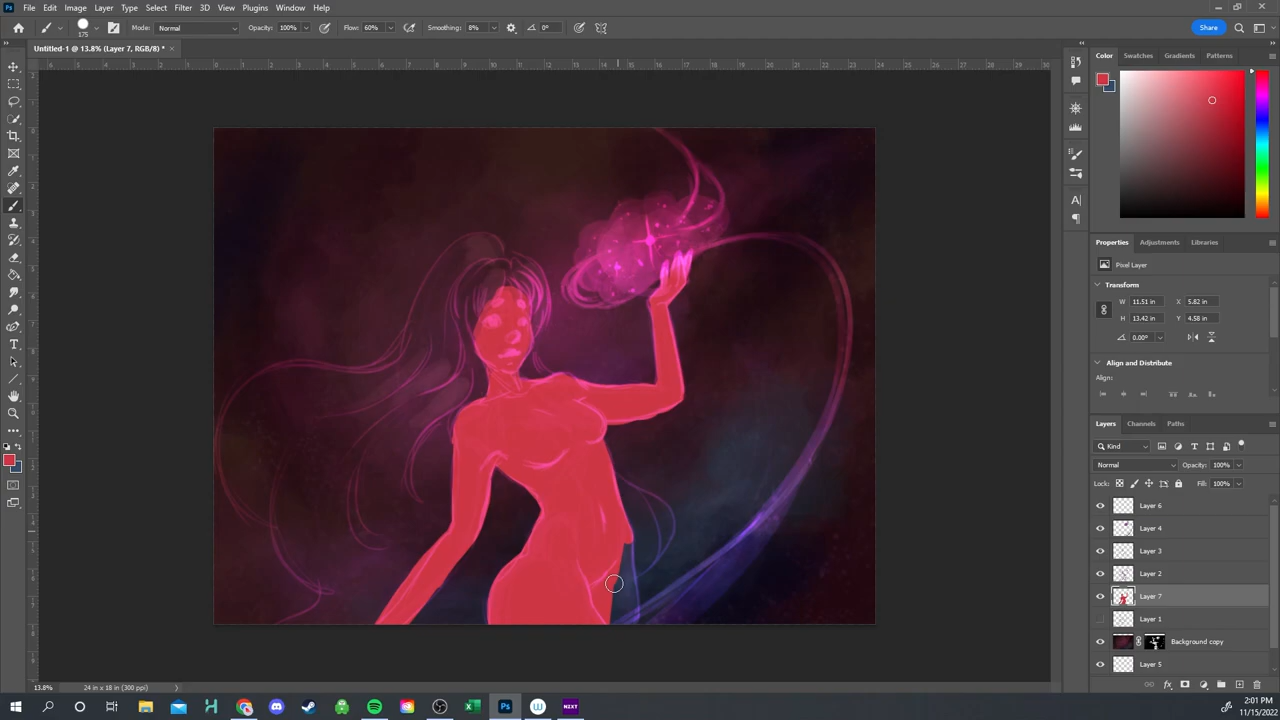 Ps File Edit Image Layer Type Select Filter 3D View Plugins Window Help
175 Mode: Normal Opacity: 100% Flow: 60% Smoothing: 8% 0° Share
Untitled-1 @ 13.8% (Layer 7, RGB/8) *
Color Swatches Gradients Patterns
Properties Adjustments Libraries
Pixel Layer
Transform
W 11.51 in X 5.82 in
H 13.42 in Y 4.58 in
0.00°
Align and Distribute
Align:
Layers Channels Paths
Kind
Normal Opacity: 100%
Lock: Fill: 100%
Layer 6
Layer 4
Layer 3
Layer 2
Layer 7
Layer 1
Background copy
Layer 5
13.8% 24 in x 18 in (300 ppi)
2:01 PM
11/15/2022